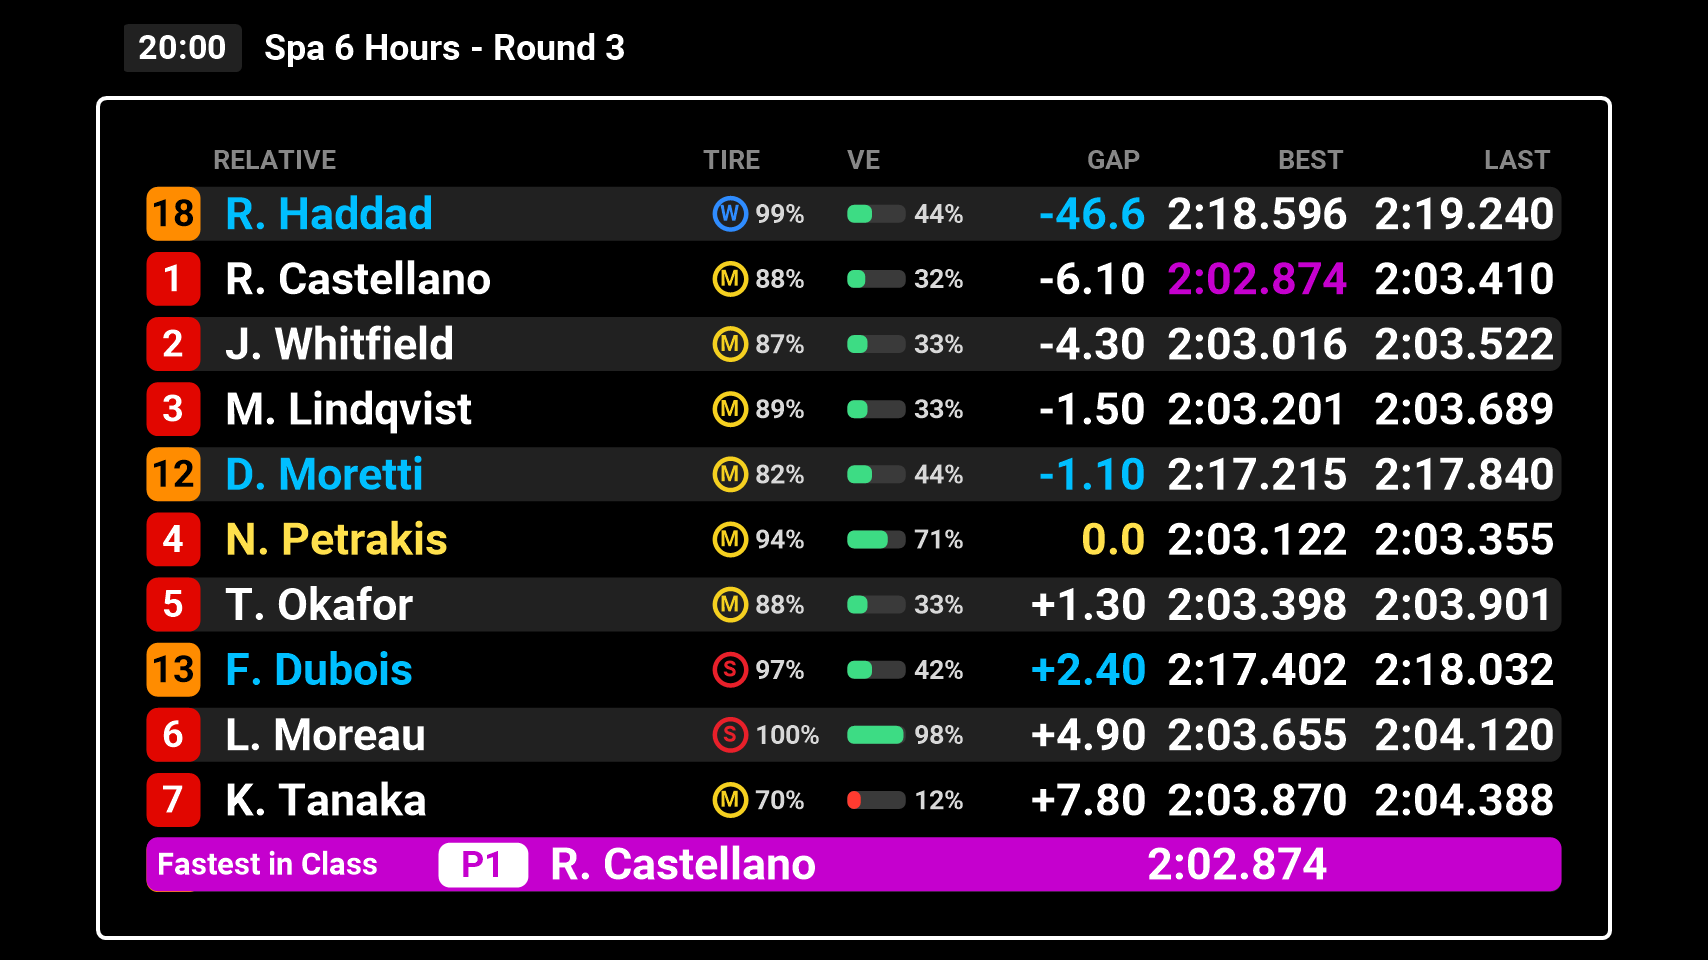 20:00 Spa 6 Hours - Round 3
RELATIVE TIRE VE GAP BEST LAST
18 R. Haddad W 99% 44% -46.6 2:18.596 2:19.240
1 R. Castellano M 88% 32% -6.10 2:02.874 2:03.410
2 J. Whitfield M 87% 33% -4.30 2:03.016 2:03.522
3 M. Lindqvist M 89% 33% -1.50 2:03.201 2:03.689
12 D. Moretti M 82% 44% -1.10 2:17.215 2:17.840
4 N. Petrakis M 94% 71% 0.0 2:03.122 2:03.355
5 T. Okafor M 88% 33% +1.30 2:03.398 2:03.901
13 F. Dubois S 97% 42% +2.40 2:17.402 2:18.032
6 L. Moreau S 100% 98% +4.90 2:03.655 2:04.120
7 K. Tanaka M 70% 12% +7.80 2:03.870 2:04.388
Fastest in Class P1 R. Castellano 2:02.874